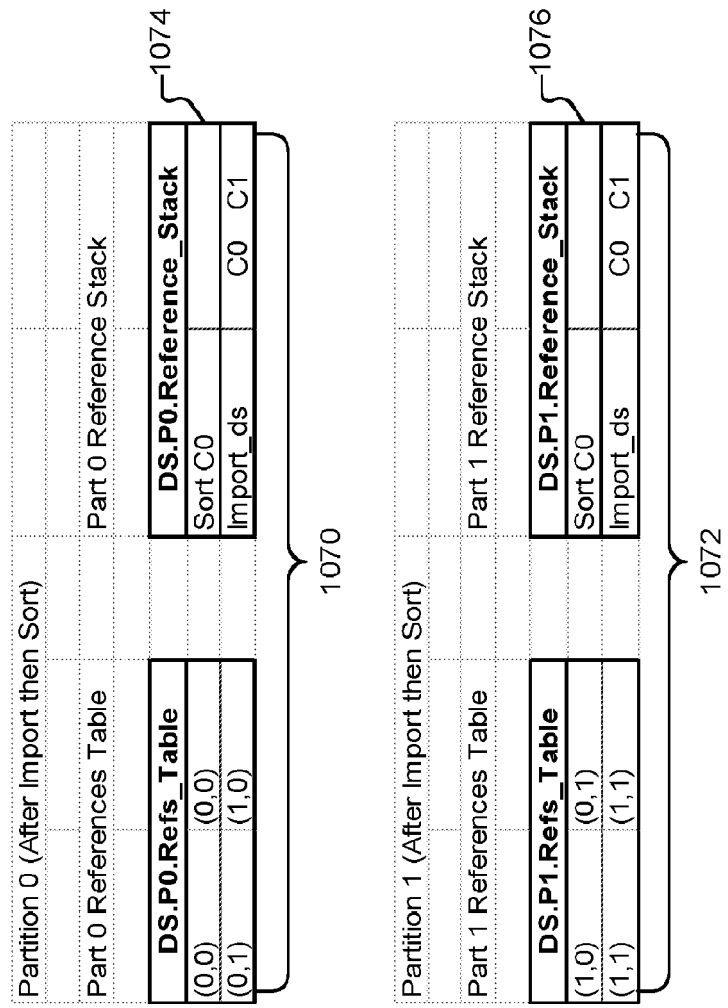 Partition 0 (After Import then Sort)
Part 0 References Table
Part 0 Reference Stack
DS.P0.Refs_Table
DS.P0.Reference_Stack
(0,0) (0,0)
Sort C0
(0,1) (1,0)
Import_ds C0 C1
1074
1070
Partition 1 (After Import then Sort)
Part 1 References Table
Part 1 Reference Stack
DS.P1.Refs_Table
DS.P1.Reference_Stack
(1,0) (0,1)
Sort C0
(1,1) (1,1)
Import_ds C0 C1
1076
1072